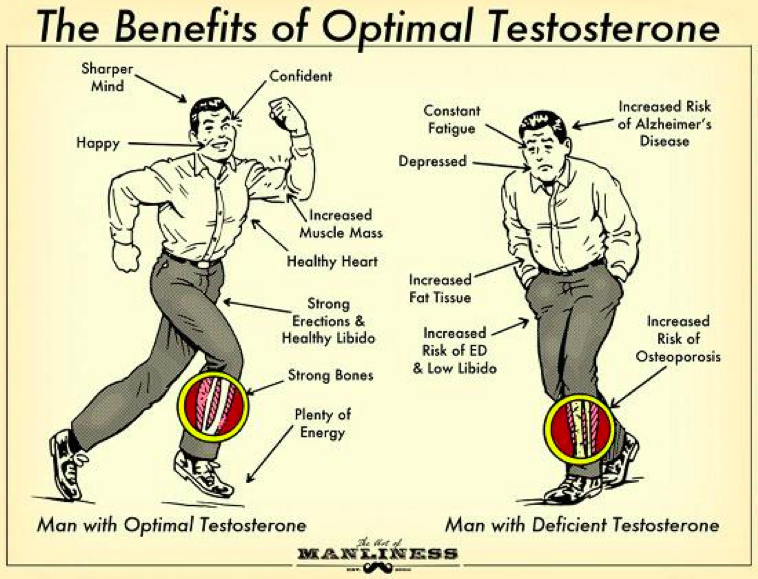 The Benefits of Optimal Testosterone
Sharper
Mind
Confident
Happy
Increased
Muscle Mass
Healthy Heart
Strong
Erections &
Healthy Libido
Strong Bones
Plenty of
Energy
Man with Optimal Testosterone
Constant
Fatigue
Increased Risk
of Alzheimer's
Disease
Depressed
Increased
Fat Tissue
Increased
Risk of ED
& Low Libido
Increased
Risk of
Osteoporosis
Man with Deficient Testosterone
The Art of
MANLINESS